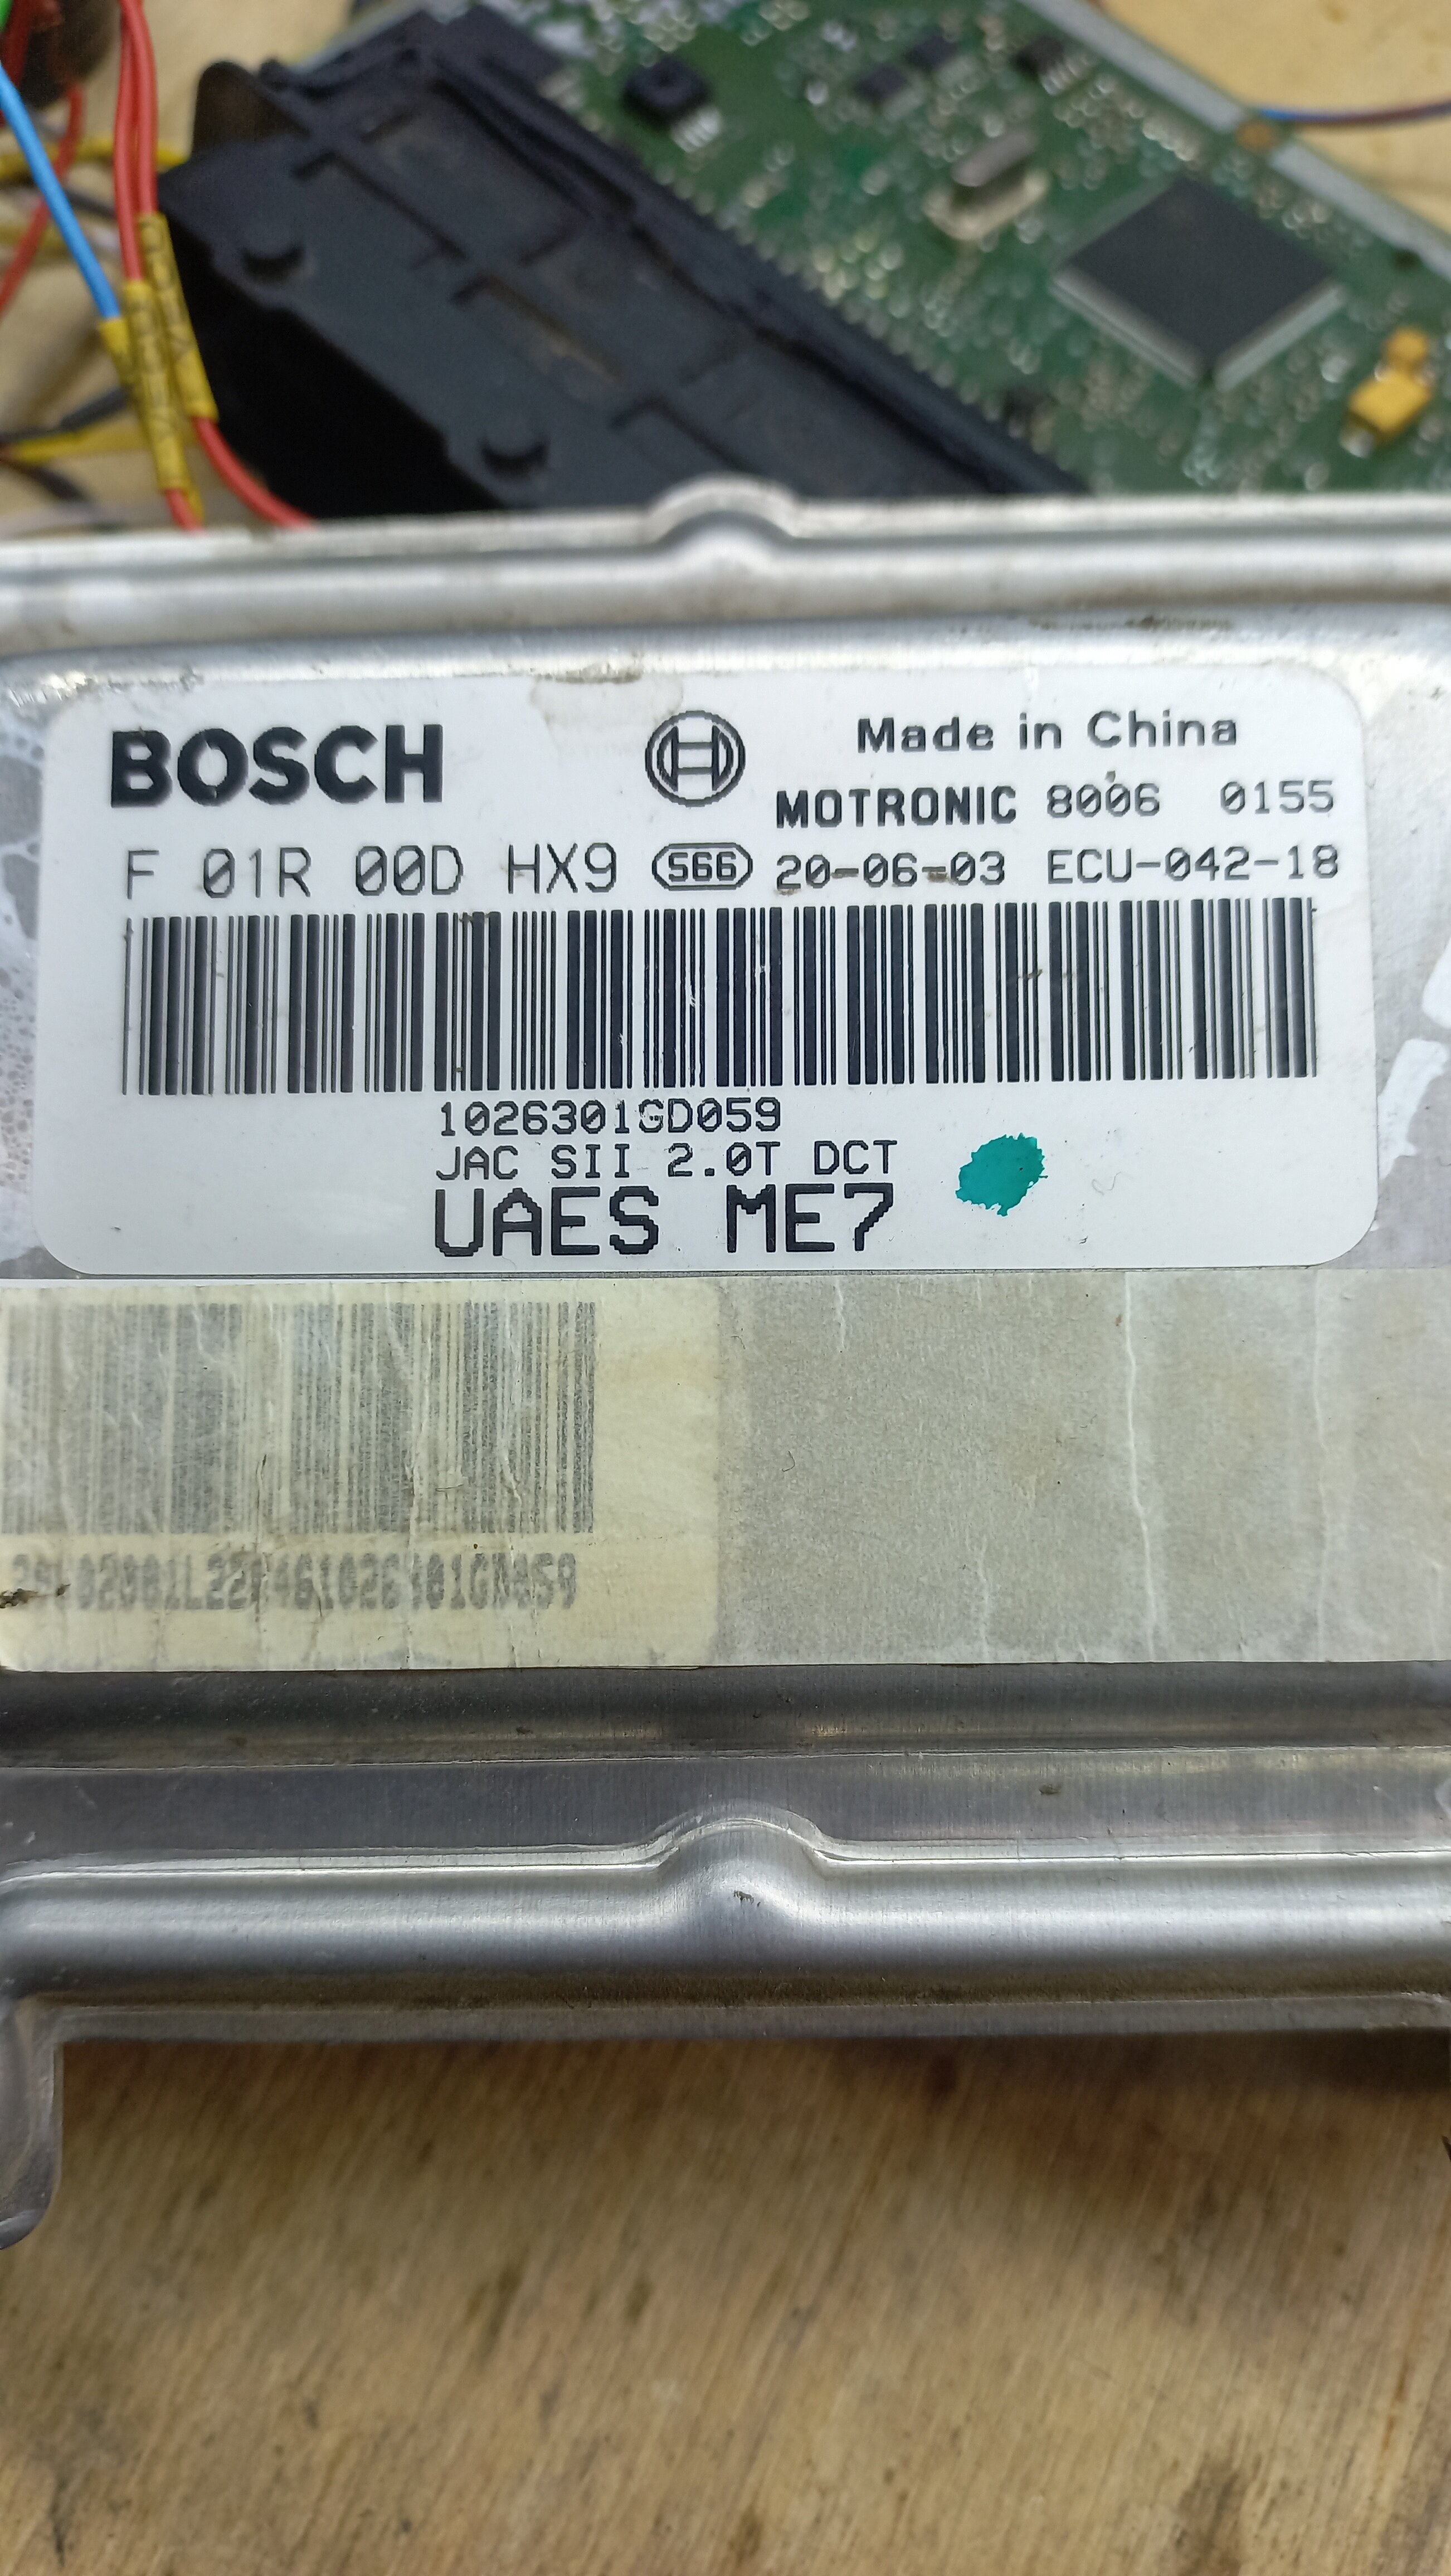 BOSCH
Made in China
MOTRONIC 8006 0155
F 01R 00D HX9 566 20-06-03 ECU-042-18
1026301GD059
JAC SII 2.0T DCT
UAES ME7